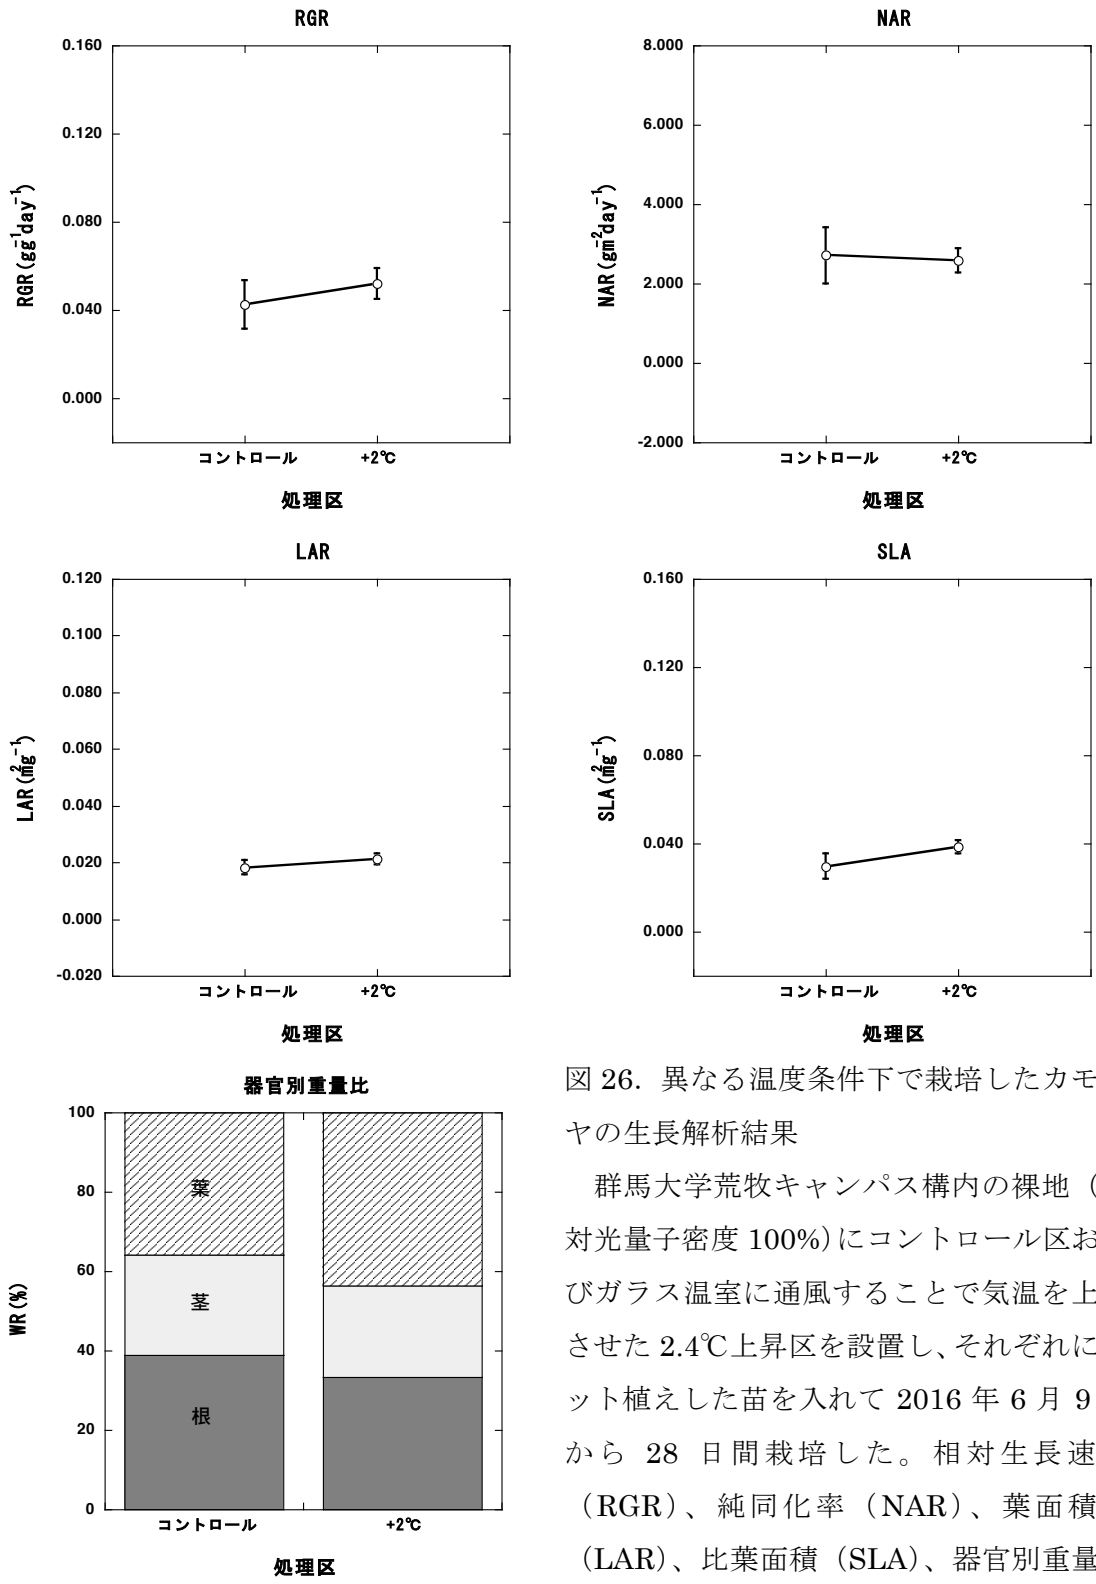 RGR
0.160
0.120
0.080
0.040
0.000
RGR(gg⁻¹day⁻¹)
コントロール +2℃
処理区
NAR
8.000
6.000
4.000
2.000
0.000
-2.000
NAR(gm⁻²day⁻¹)
コントロール +2℃
処理区
LAR
0.120
0.100
0.080
0.060
0.040
0.020
0.000
-0.020
LAR(m²g⁻¹)
コントロール +2℃
処理区
SLA
0.160
0.120
0.080
0.040
0.000
SLA(m²g⁻¹)
コントロール +2℃
処理区
器官別重量比
100
80
60
40
20
0
WR(%)
葉
茎
根
コントロール +2℃
処理区
図 26. 異なる温度条件下で栽培したカモ
ヤの生長解析結果
群馬大学荒牧キャンパス構内の裸地（
対光量子密度 100%）にコントロール区お
びガラス温室に通風することで気温を上
させた 2.4℃上昇区を設置し、それぞれに
ット植えした苗を入れて 2016 年 6 月 9
から 28 日間栽培した。相対生長速
（RGR）、純同化率（NAR）、葉面積
（LAR）、比葉面積（SLA）、器官別重量